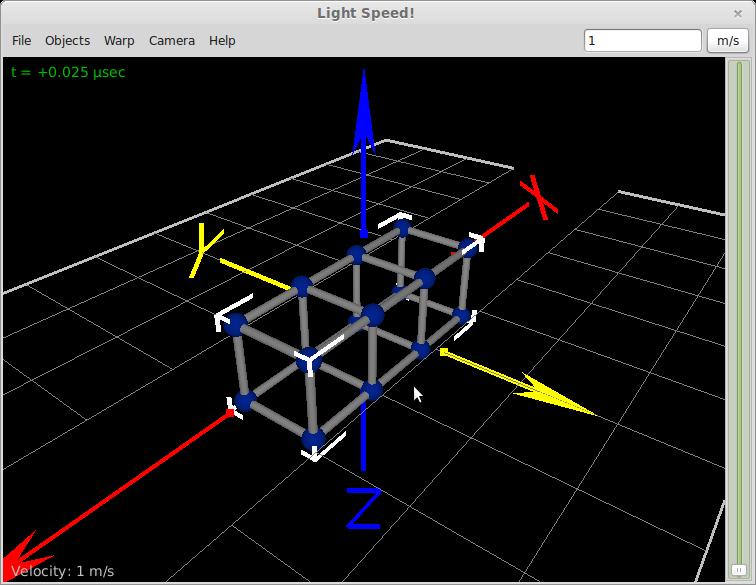 Light Speed!
File Objects Warp Camera Help 1 m/s
t = +0.025 μsec
X
Y
Z
Velocity: 1 m/s